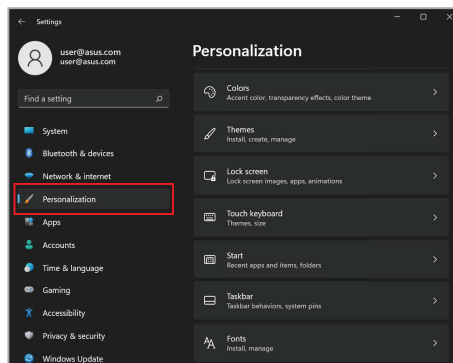 Settings
user@asus.com
user@asus.com
Find a setting
System
Bluetooth & devices
Network & internet
Personalization
Apps
Accounts
Time & language
Gaming
Accessibility
Privacy & security
Windows Update
Personalization
Colors
Accent color, transparency effects, color theme
Themes
Install, create, manage
Lock screen
Lock screen images, apps, animations
Touch keyboard
Themes, size
Start
Recent apps and items, folders
Taskbar
Taskbar behaviors, system pins
Fonts
Install, manage